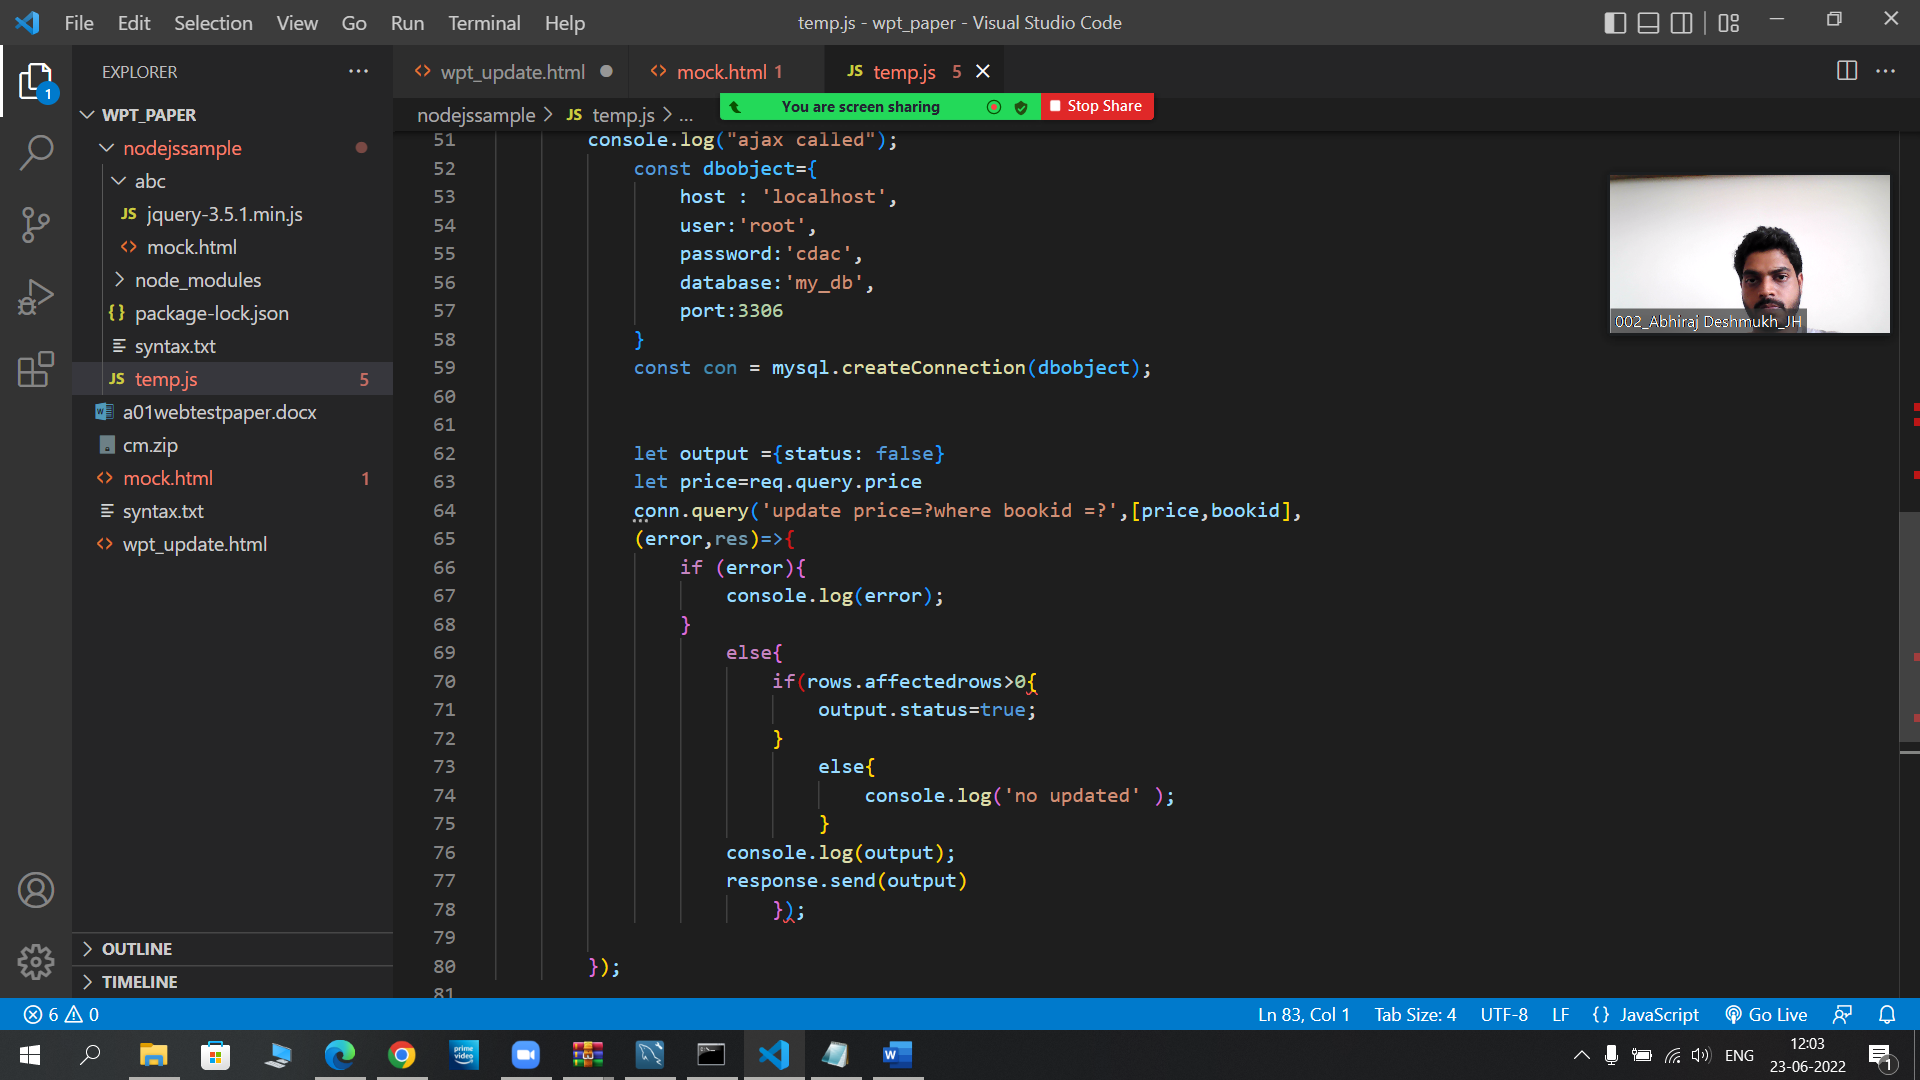 File Edit Selection View Go Run Terminal Help
temp.js - wpt_paper - Visual Studio Code
EXPLORER
wpt_update.html
mock.html 1
JS temp.js 5
1
You are screen sharing
Stop Share
WPT_PAPER
nodejssample
abc
JS jquery-3.5.1.min.js
mock.html
node_modules
{} package-lock.json
syntax.txt
JS temp.js 5
a01webtestpaper.docx
cm.zip
mock.html 1
syntax.txt
wpt_update.html
OUTLINE
TIMELINE
nodejssample > JS temp.js > ...
51 console.log("ajax called");
52 const dbobject={
53 host : 'localhost',
54 user:'root',
55 password:'cdac',
56 database:'my_db',
57 port:3306
58 }
59 const con = mysql.createConnection(dbobject);
60
61
62 let output ={status: false}
63 let price=req.query.price
64 conn.query('update price=?where bookid =?',[price,bookid],
65 (error,res)=>{
66 if (error){
67 console.log(error);
68 }
69 else{
70 if(rows.affectedrows>0{
71 output.status=true;
72 }
73 else{
74 console.log('no updated' );
75 }
76 console.log(output);
77 response.send(output)
78 });
79
80 });
81
002_Abhiraj Deshmukh_JH
6 0
Ln 83, Col 1 Tab Size: 4 UTF-8 LF {} JavaScript Go Live
prime video
W
ENG
12:03
23-06-2022
1